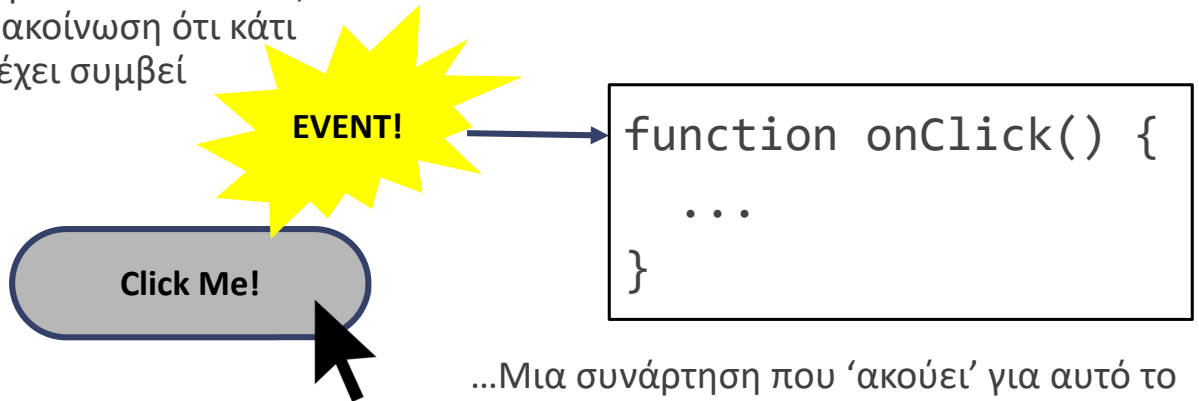 ακοίνωση ότι κάτι
έχει συμβεί
EVENT!
function onClick() {
...
}
Click Me!
...Μια συνάρτηση που ‘ακούει’ για αυτό το